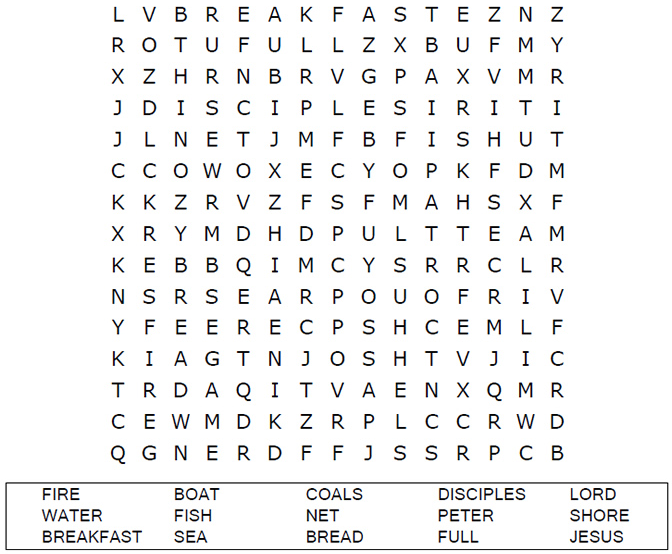 L V B R E A K F A S T E Z N Z
R O T U F U L L Z X B U F M Y
X Z H R N B R V G P A X V M R
J D I S C I P L E S I R I T I
J L N E T J M F B F I S H U T
C C O W O X E C Y O P K F D M
K K Z R V Z F S F M A H S X F
X R Y M D H D P U L T T E A M
K E B B Q I M C Y S R R C L R
N S R S E A R P O U O F R I V
Y F E E R E C P S H C E M L F
K I A G T N J O S H T V J I C
T R D A Q I T V A E N X Q M R
C E W M D K Z R P L C C R W D
Q G N E R D F F J S S R P C B
FIRE BOAT COALS DISCIPLES LORD
WATER FISH NET PETER SHORE
BREAKFAST SEA BREAD FULL JESUS